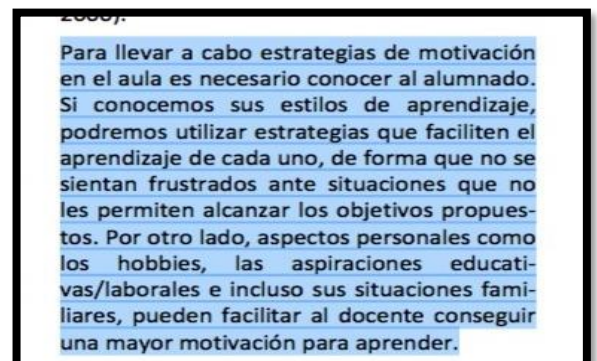 Para llevar a cabo estrategias de motivación
en el aula es necesario conocer al alumnado.
Si conocemos sus estilos de aprendizaje,
podremos utilizar estrategias que faciliten el
aprendizaje de cada uno, de forma que no se
sientan frustrados ante situaciones que no
les permiten alcanzar los objetivos propues-
tos. Por otro lado, aspectos personales como
los hobbies, las aspiraciones educati-
vas/laborales e incluso sus situaciones fami-
liares, pueden facilitar al docente conseguir
una mayor motivación para aprender.